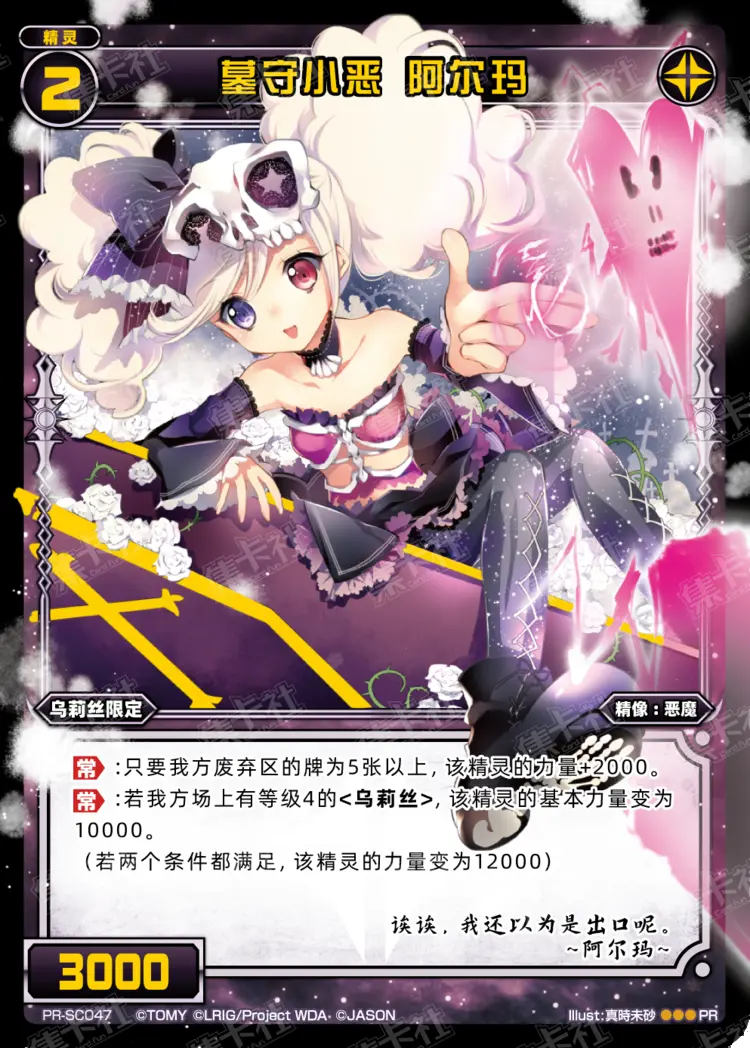 精灵
2
墓守小恶 阿尔玛
乌莉丝限定
精像：恶魔
常：只要我方废弃区的牌为5张以上，该精灵的力量+2000。
常：若我方场上有等级4的<乌莉丝>，该精灵的基本力量变为
10000。
（若两个条件都满足，该精灵的力量变为12000）
诶诶，我还以为是出口呢。
~阿尔玛~
3000
PR-SC047 ©TOMY ©LRIG/Project WDA ©JASON
Illust:真時未砂 PR
集卡社